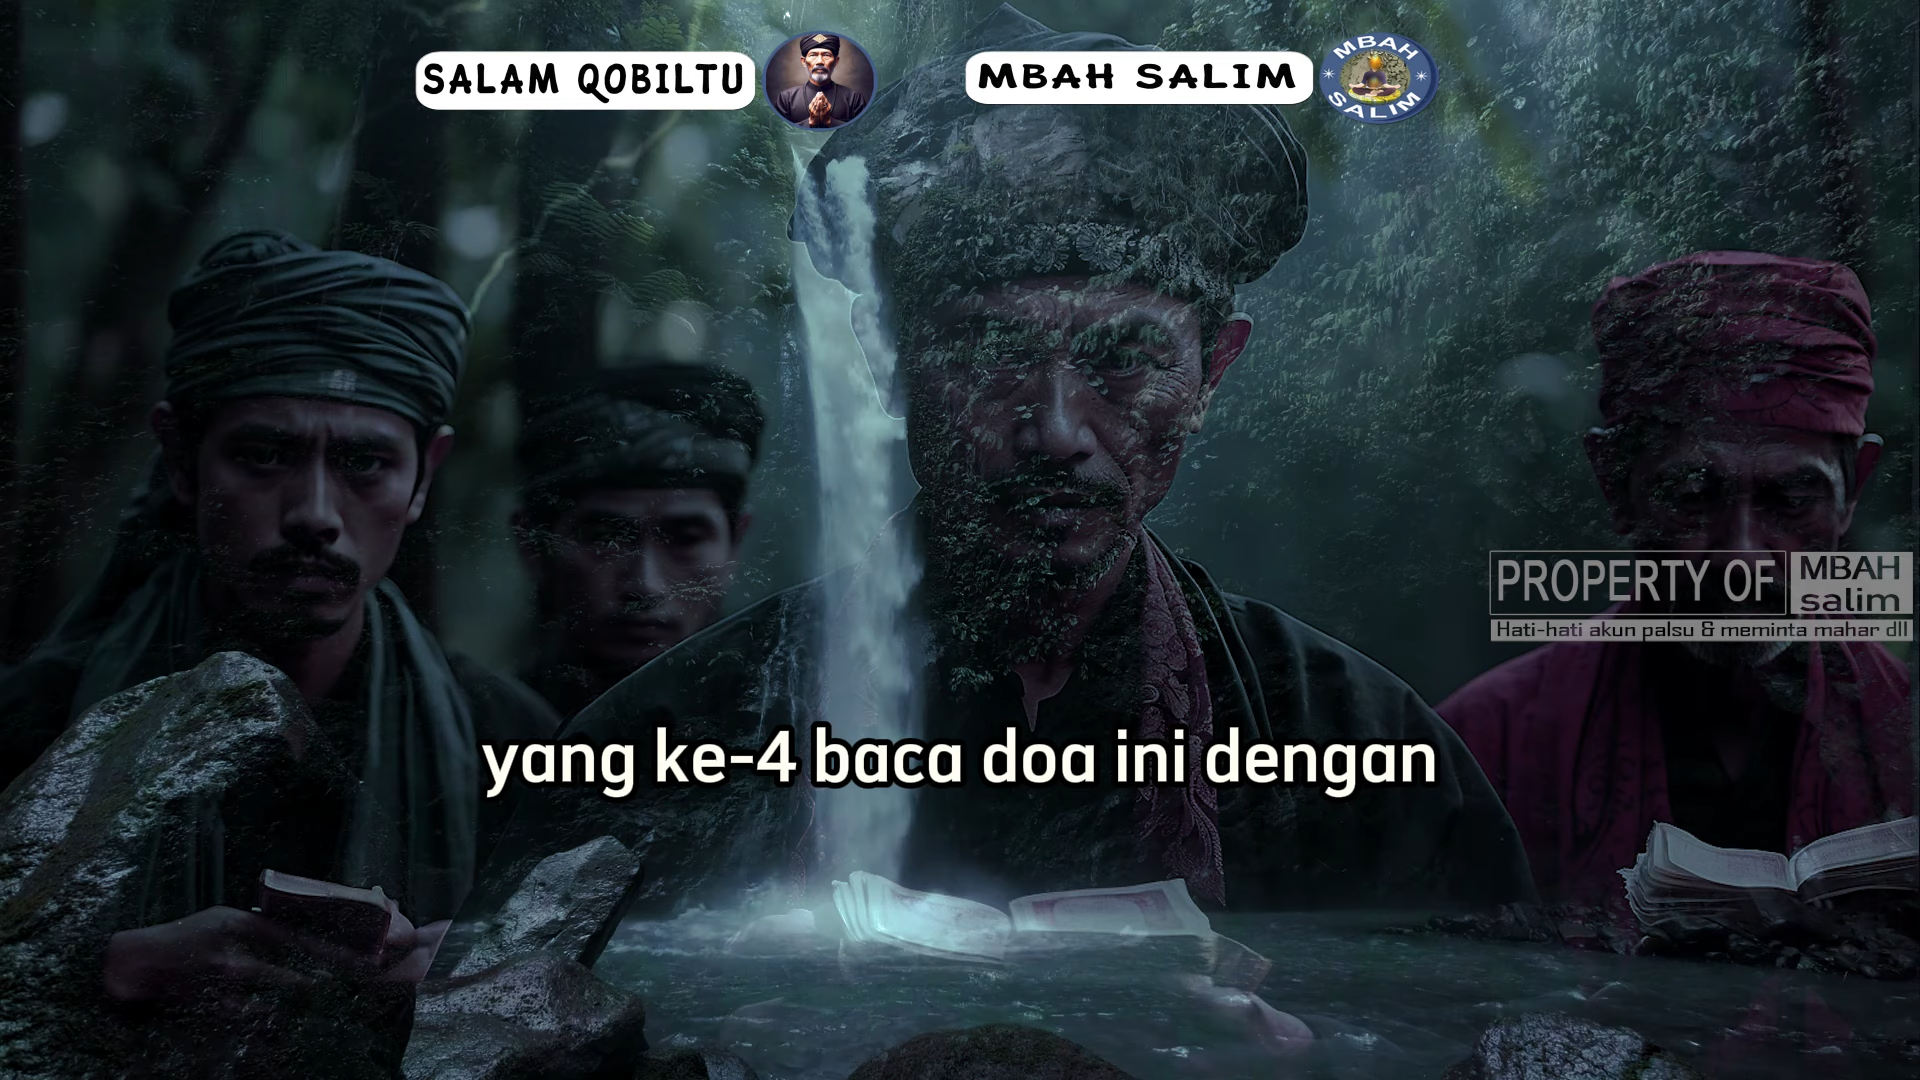 SALAM QOBILTU
MBAH SALIM
MBAH
SALIM
PROPERTY OF
MBAH
salim
Hati-hati akun palsu & meminta mahar dll
yang ke-4 baca doa ini dengan